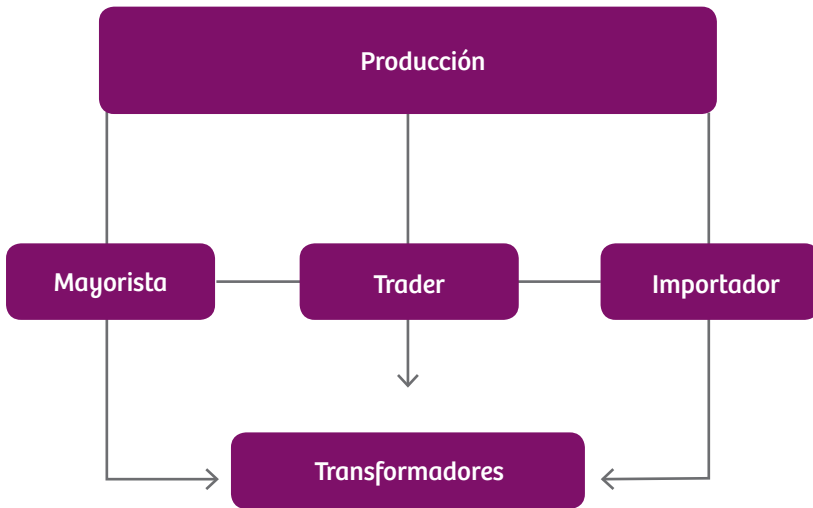 Producción
Mayorista
Trader
Importador
Transformadores